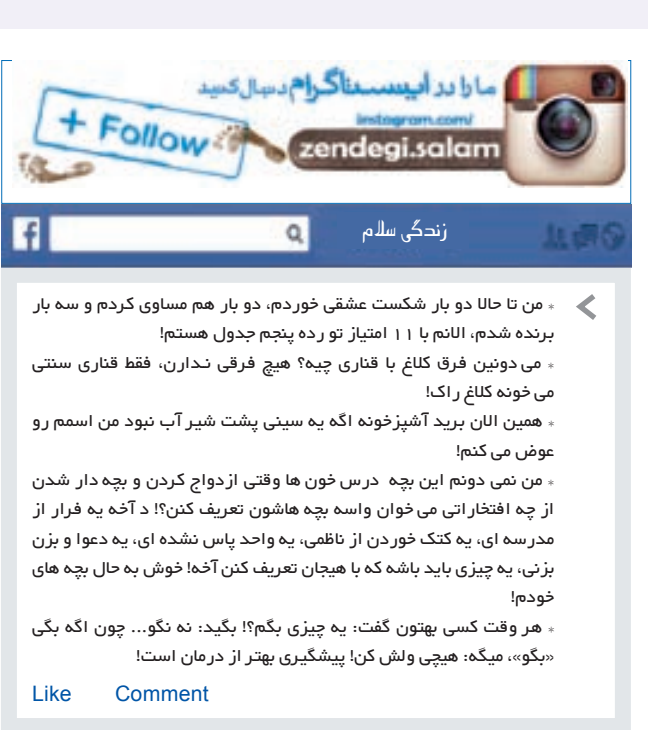 ما را در اینستاگرام دنبال کنید
instagram.com/
+ Follow
zendegi.salam
f
زندگی سلام
* من تا حالا دو بار شکست عشقی خوردم، دو بار هم مساوی کردم و سه بار
برنده شدم، الانم با ۱۱ امتیاز تو رده پنجم جدول هستم!
* می دونین فرق کلاغ با قناری چیه؟ هیچ فرقی ندارن، فقط قناری سنتی
می خونه کلاغ راک!
* همین الان برید آشپزخونه اگه یه سینی پشت شیر آب نبود من اسمم رو
عوض می کنم!
* من نمی دونم این بچه درس خون ها وقتی ازدواج کردن و بچه دار شدن
از چه افتخاراتی می خوان واسه بچه هاشون تعریف کنن؟! د آخه یه فرار از
مدرسه ای، یه کتک خوردن از ناظمی، یه واحد پاس نشده ای، یه دعوا و بزن
بزنی، یه چیزی باید باشه که با هیجان تعریف کنن آخه! خوش به حال بچه های
خودم!
* هر وقت کسی بهتون گفت: یه چیزی بگم؟! بگید: نه نگو... چون اگه بگی
«بگو»، میگه: هیچی ولش کن! پیشگیری بهتر از درمان است!
Like Comment